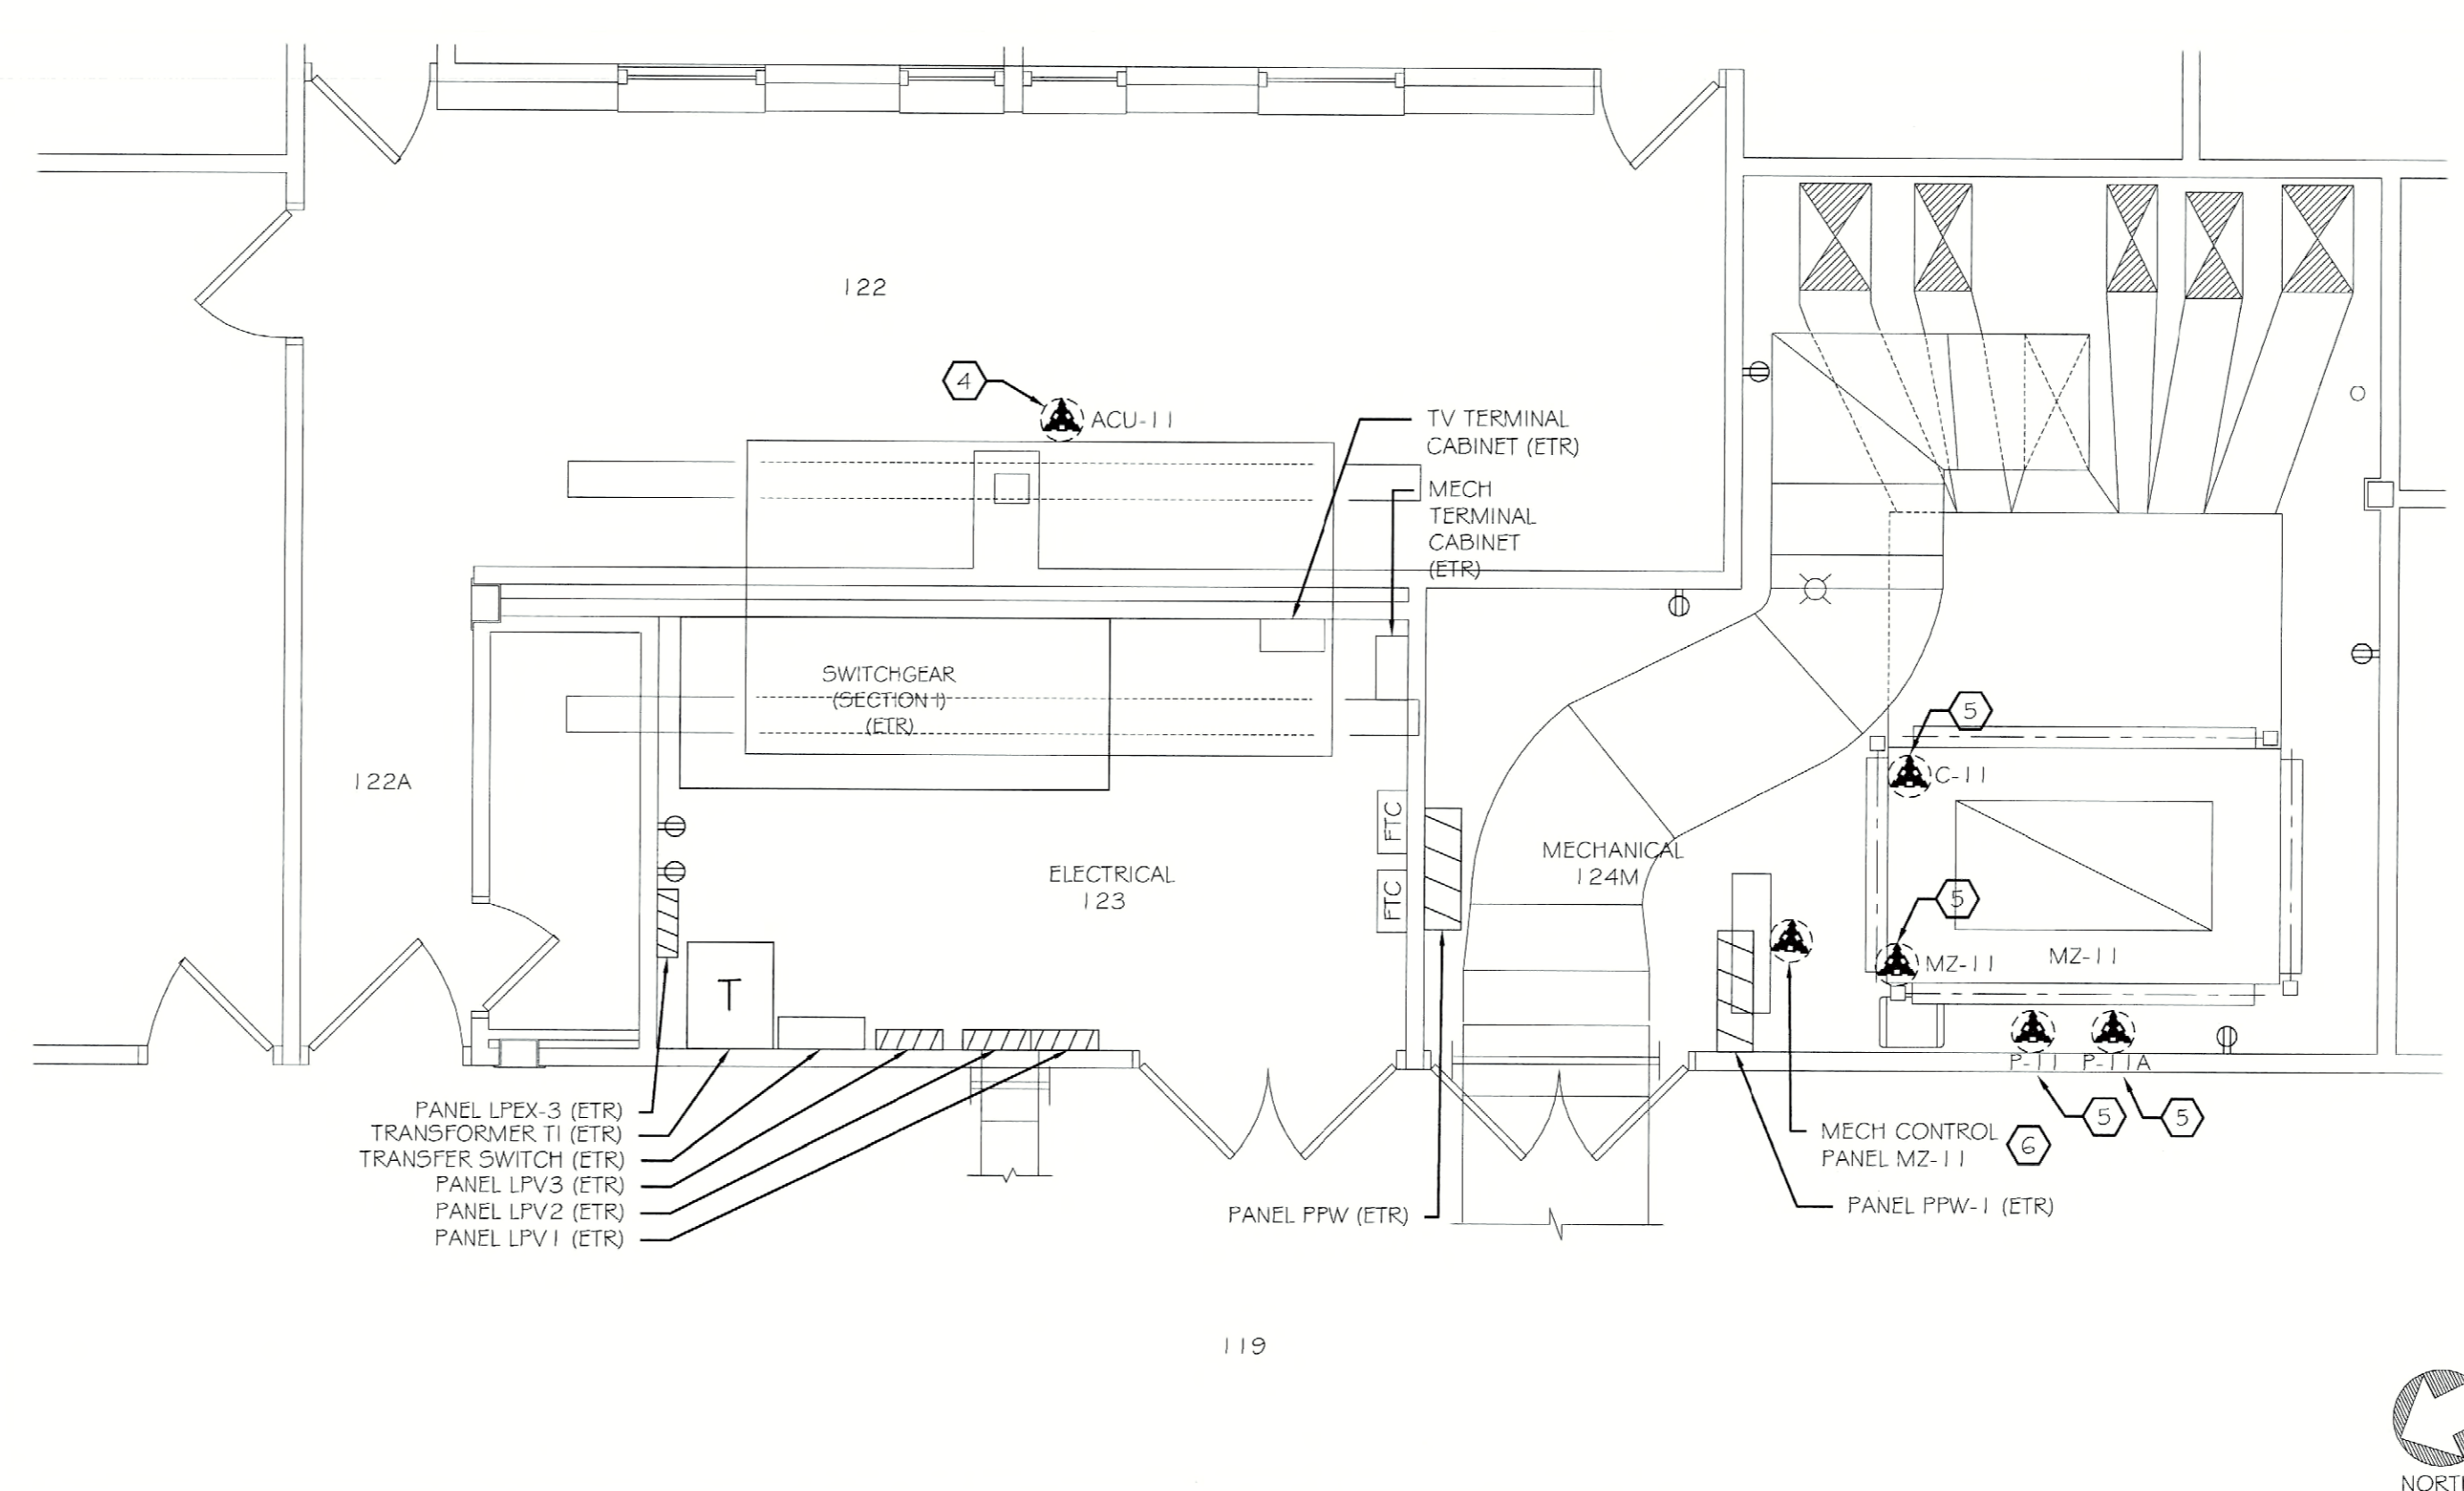 122
4
ACU-11
TV TERMINAL
CABINET (ETR)
MECH
TERMINAL
CABINET
(ETR)
SWITCHGEAR
(SECTION 1)
(ETR)
5
C-11
122A
FTC
FTC
ELECTRICAL
123
MECHANICAL
124M
5
MZ-11
MZ-11
T
P-11
P-11A
5
5
PANEL LPEX-3 (ETR)
TRANSFORMER T1 (ETR)
TRANSFER SWITCH (ETR)
PANEL LPV3 (ETR)
PANEL LPV2 (ETR)
PANEL LPV1 (ETR)
MECH CONTROL
PANEL MZ-11
6
PANEL PPW (ETR)
PANEL PPW-1 (ETR)
119
NORTH